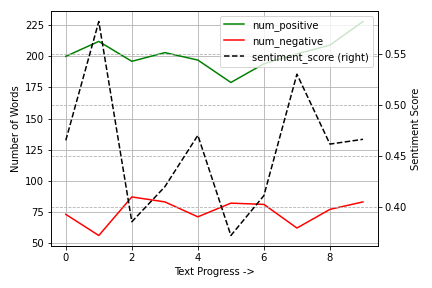 num_positive
num_negative
sentiment_score (right)
225
200
175
150
125
100
75
50
0.55
0.50
0.45
0.40
0 2 4 6 8
Number of Words
Sentiment Score
Text Progress ->